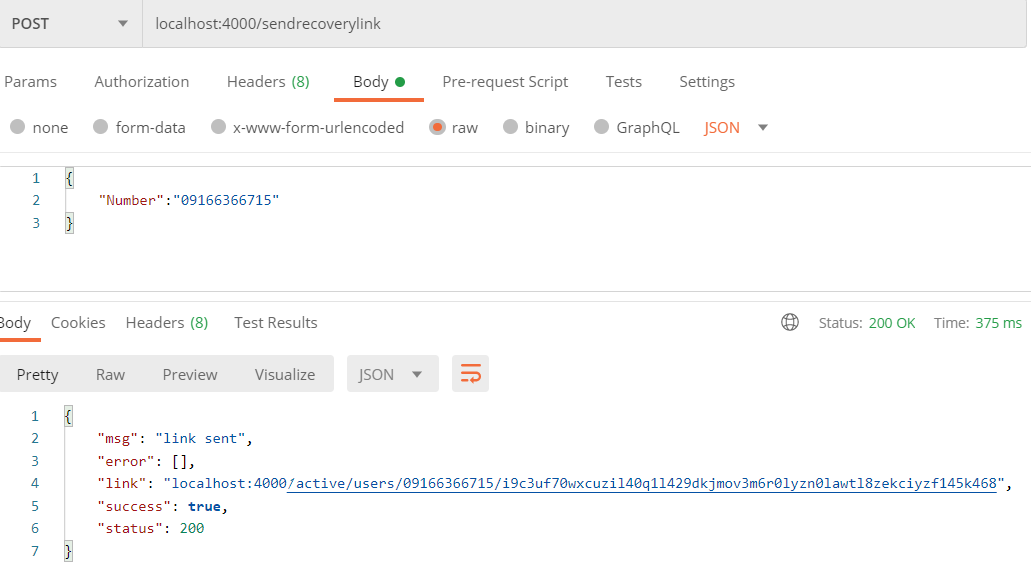 POST localhost:4000/sendrecoverylink
Params Authorization Headers (8) Body Pre-request Script Tests Settings
none form-data x-www-form-urlencoded raw binary GraphQL JSON
1 {
2 "Number":"09166366715"
3 }
Body Cookies Headers (8) Test Results Status: 200 OK Time: 375 ms
Pretty Raw Preview Visualize JSON
1 {
2 "msg": "link sent",
3 "error": [],
4 "link": "localhost:4000/active/users/09166366715/i9c3uf70wxcuzil40q1l429dkjmov3m6r0lyzn0lawtl8zekciyzf145k468",
5 "success": true,
6 "status": 200
7 }